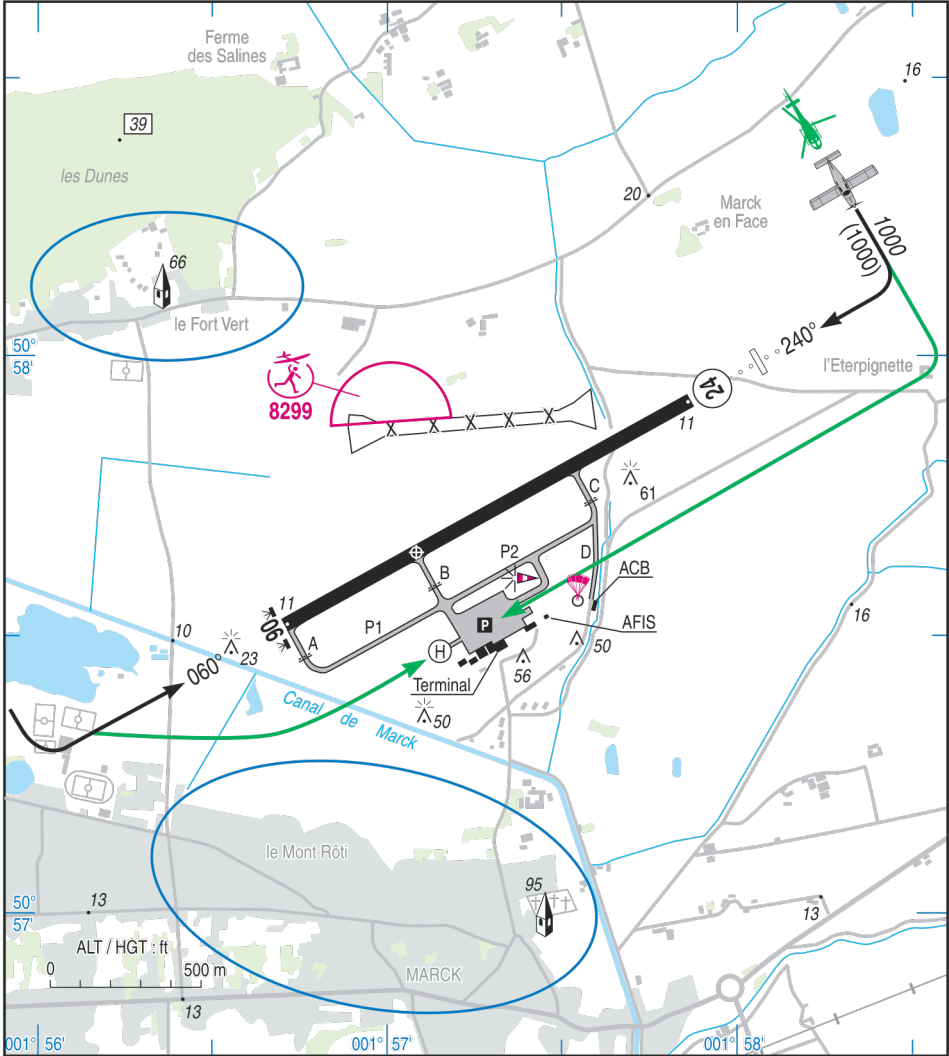 Ferme
des Salines
16
39
les Dunes
20
Marck
en Face
1000
(1000)
66
le Fort Vert
240°
50°
58'
l'Eterpignette
8299
24
11
X X X X X
C
61
P2
D
B
ACB
11
06
P1
A
P
AFIS
16
10
H
50
23
060°
56
Terminal
Canal de Marck
50
le Mont Rôti
95
50°
57'
13
13
ALT / HGT : ft
0 500 m
MARCK
13
001° 56'
001° 57'
001° 58'